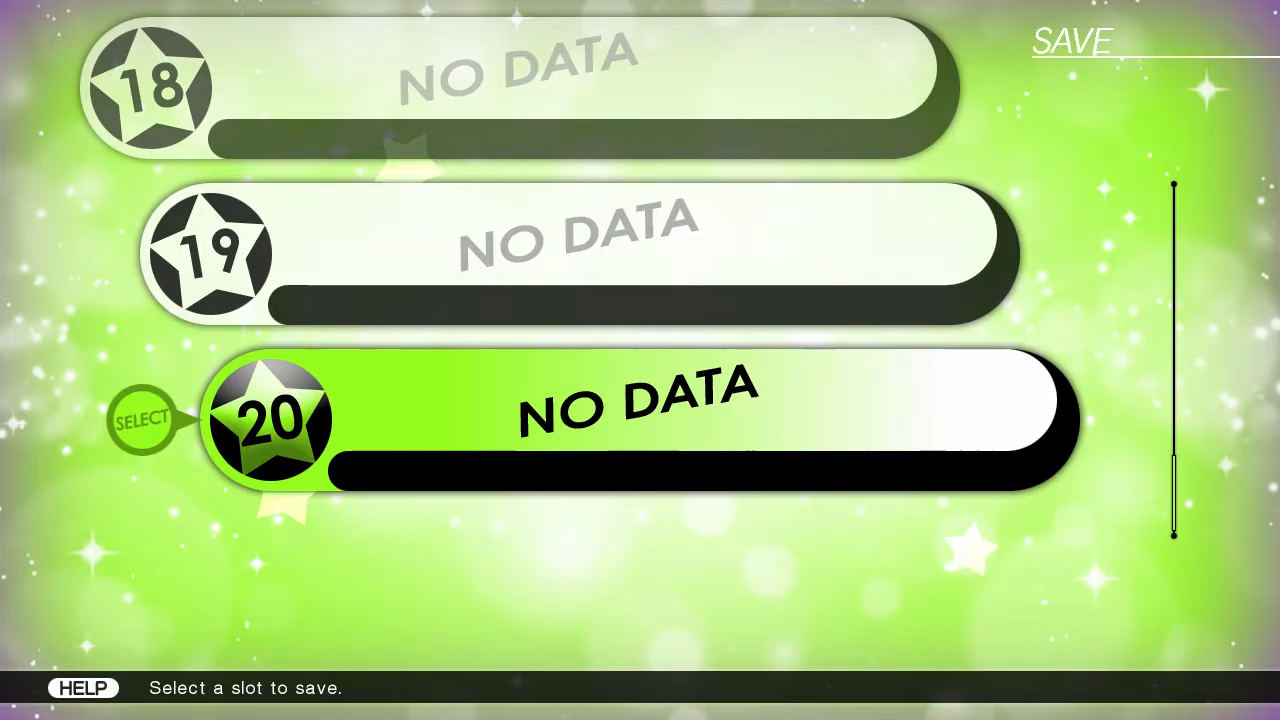 SAVE
18
NO DATA
19
NO DATA
SELECT
20
NO DATA
HELP Select a slot to save.